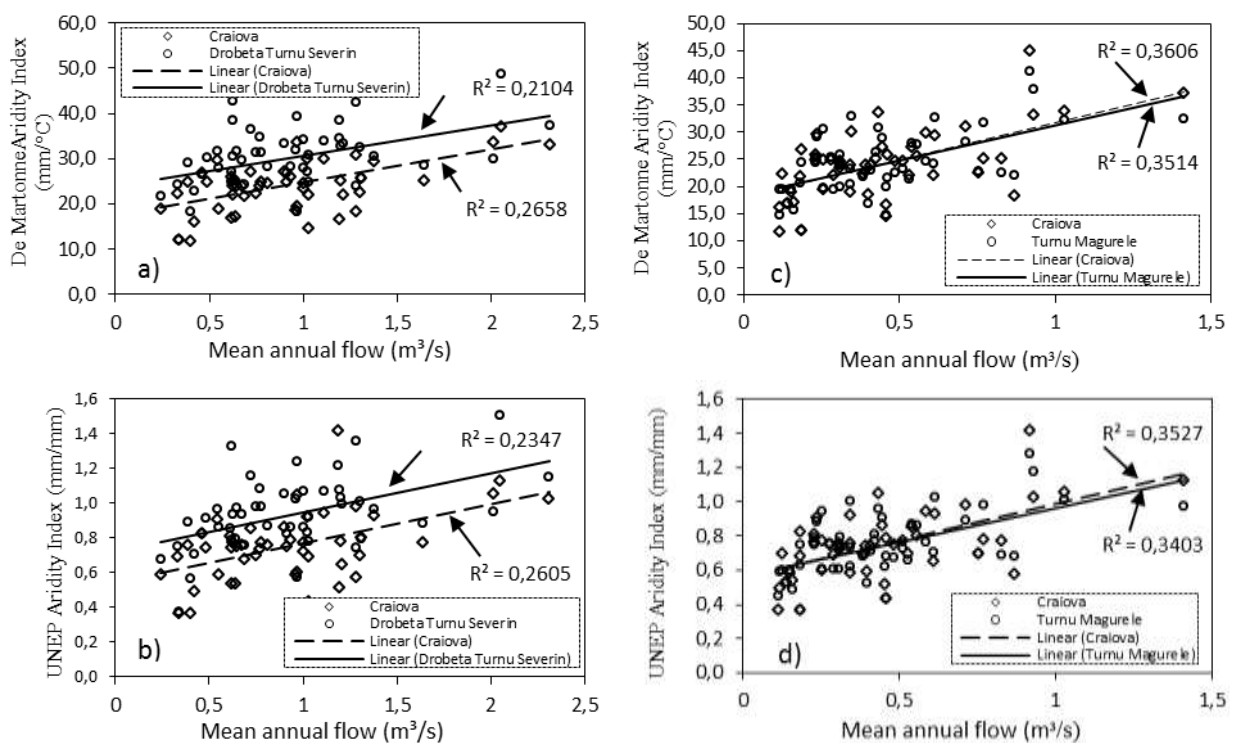 De MartonneAridity Index
(mm/°C)
60,0
50,0
40,0
30,0
20,0
10,0
0,0
Craiova
Drobeta Turnu Severin
Linear (Craiova)
Linear (Drobeta Turnu Severin)
R² = 0,2104
R² = 0,2658
a)
0
0,5
1
1,5
2
2,5
Mean annual flow (m³/s)
De Martonne Aridity Index
(mm/°C)
50,0
45,0
40,0
35,0
30,0
25,0
20,0
15,0
10,0
5,0
0,0
R² = 0,3606
R² = 0,3514
Craiova
Turnu Magurele
Linear (Craiova)
Linear (Turnu Magurele)
c)
0
0,5
1
1,5
Mean annual flow (m³/s)
UNEP Aridity Index (mm/mm)
1,6
1,4
1,2
1,0
0,8
0,6
0,4
0,2
0,0
R² = 0,2347
R² = 0,2605
Craiova
Drobeta Turnu Severin
Linear (Craiova)
Linear (Drobeta Turnu Severin)
b)
0
0,5
1
1,5
2
2,5
Mean annual flow (m³/s)
UNEP Aridity Index (mm/mm)
1,6
1,4
1,2
1,0
0,8
0,6
0,4
0,2
0,0
R² = 0,3527
R² = 0,3403
Craiova
Turnu Magurele
Linear (Craiova)
Linear (Turnu Magurele)
d)
0
0,5
1
1,5
Mean annual flow (m³/s)